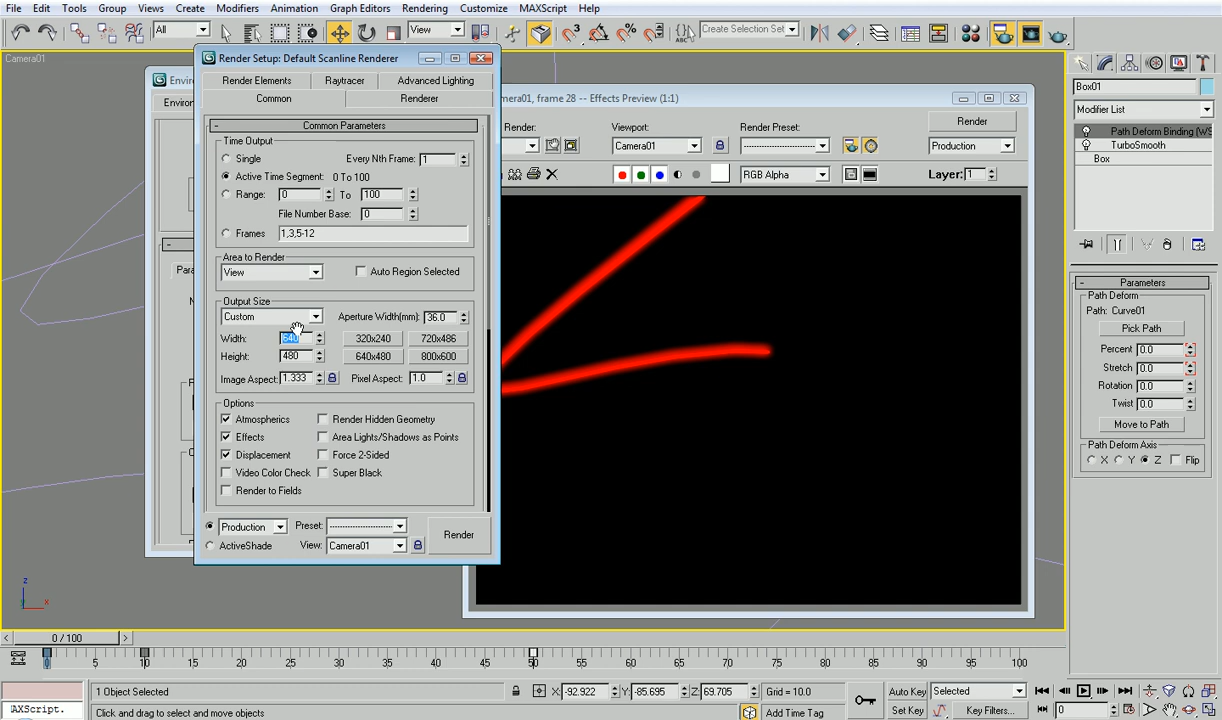 File Edit Tools Group Views Create Modifiers Animation Graph Editors Rendering Customize MAXScript Help
All
View
Create Selection Set
Camera01
Render Setup: Default Scanline Renderer
Render Elements Raytracer Advanced Lighting
Common Renderer
Common Parameters
Time Output
Single Every Nth Frame: 1
Active Time Segment: 0 To 100
Range: 0 To 100
File Number Base: 0
Frames 1,3,5-12
Area to Render
View Auto Region Selected
Output Size
Custom Aperture Width(mm): 36.0
Width: 640 320x240 720x486
Height: 480 640x480 800x600
Image Aspect: 1.333 Pixel Aspect: 1.0
Options
Atmospherics Render Hidden Geometry
Effects Area Lights/Shadows as Points
Displacement Force 2-Sided
Video Color Check Super Black
Render to Fields
Production Preset:
Render
ActiveShade View: Camera01
Envir
Environ
Para
mera01, frame 28 -- Effects Preview (1:1)
Render: Viewport: Render Preset: Render
Camera01 Production
RGB Alpha Layer: 1
Box01
Modifier List
Path Deform Binding (WS
TurboSmooth
Box
Parameters
Path Deform
Path: Curve01
Pick Path
Percent 0.0
Stretch 0.0
Rotation 0.0
Twist 0.0
Move to Path
Path Deform Axis
X Y Z Flip
z
x
0 / 100
0 5 10 15 20 25 30 35 40 45 50 55 60 65 70 75 80 85 90 95 100
1 Object Selected X: -92.922 Y: -85.695 Z: 69.705 Grid = 10.0 Auto Key Selected
AXScript. Click and drag to select and move objects Add Time Tag Set Key Key Filters... 0